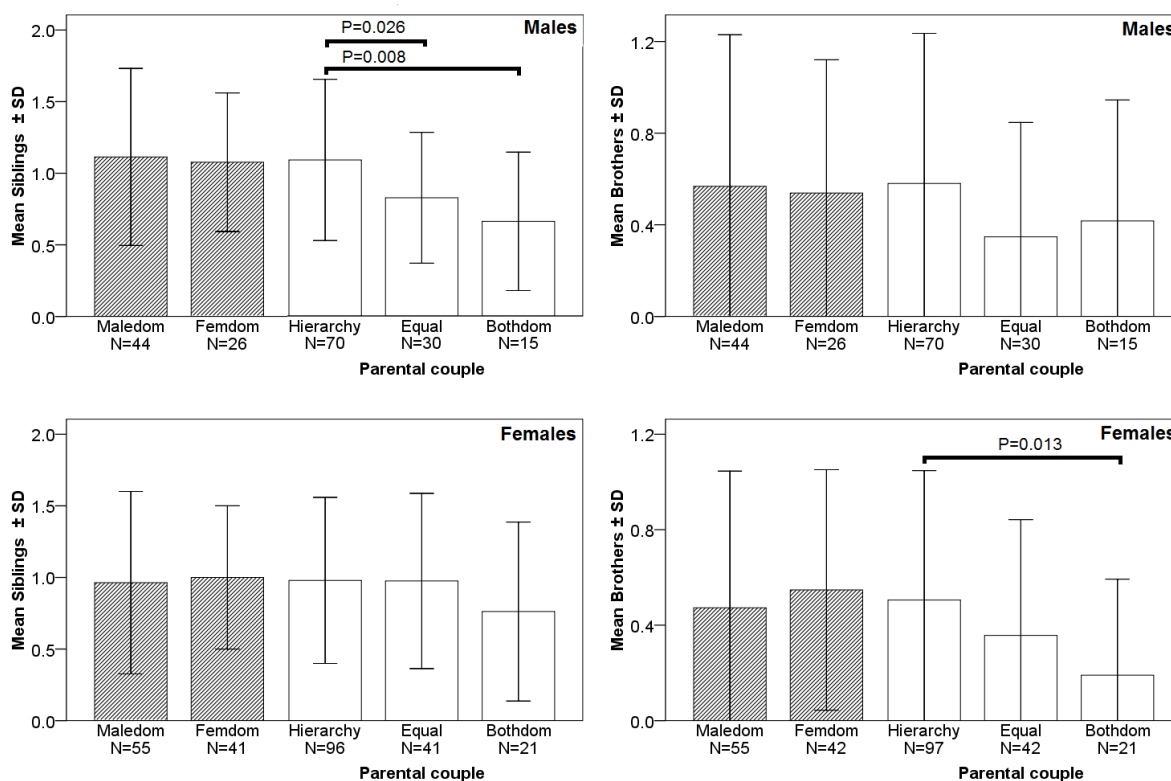 Males
P=0.026
P=0.008
2.0
1.5
1.0
0.5
0.0
Mean Siblings ± SD
Maledom Femdom Hierarchy Equal Bothdom
N=44 N=26 N=70 N=30 N=15
Parental couple
Males
1.2
0.8
0.4
0.0
Mean Brothers ± SD
Maledom Femdom Hierarchy Equal Bothdom
N=44 N=26 N=70 N=30 N=15
Parental couple
Females
2.0
1.5
1.0
0.5
0.0
Mean Siblings ± SD
Maledom Femdom Hierarchy Equal Bothdom
N=55 N=41 N=96 N=41 N=21
Parental couple
Females
P=0.013
1.2
0.8
0.4
0.0
Mean Brothers ± SD
Maledom Femdom Hierarchy Equal Bothdom
N=55 N=42 N=97 N=42 N=21
Parental couple